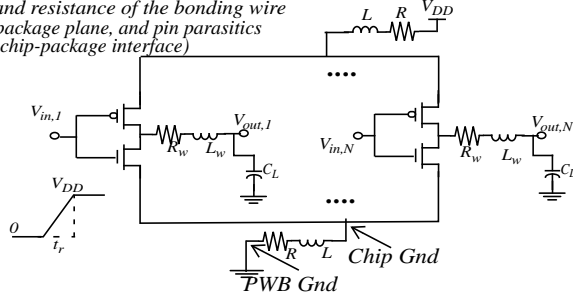 and resistance of the bonding wire
package plane, and pin parasitics
chip-package interface)
L R V_DD
....
V_in,1 V_out,1 V_in,N V_out,N
R_w L_w C_L R_w L_w C_L
V_DD
0 t_r
....
R L Chip Gnd
PWB Gnd